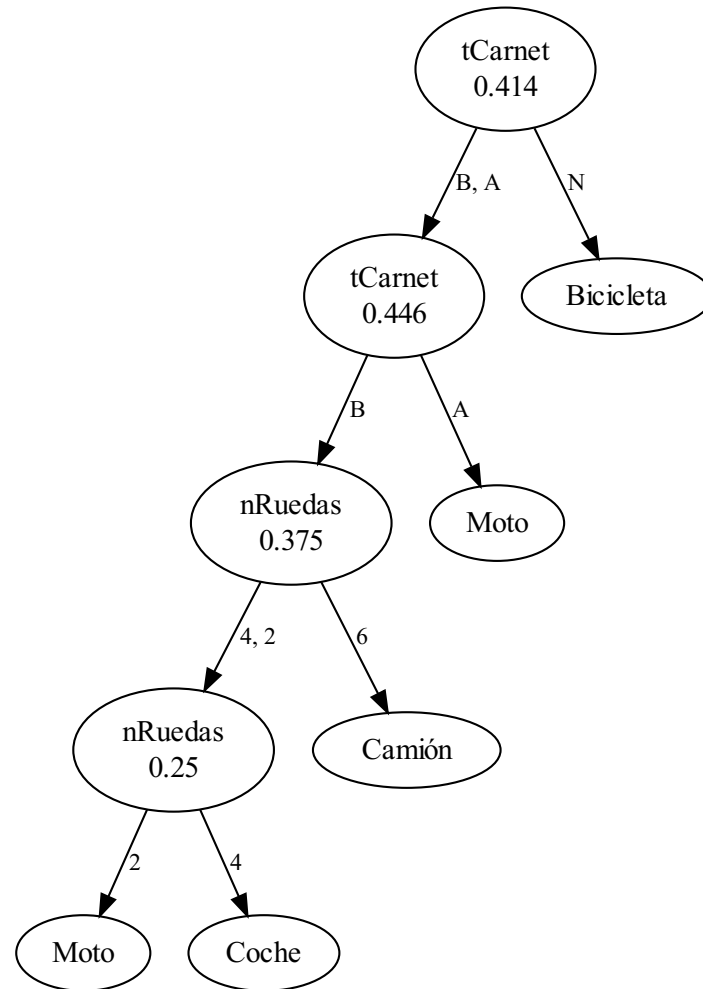 tCarnet
0.414
B, A
N
tCarnet
0.446
Bicicleta
B
A
nRuedas
0.375
Moto
4, 2
6
nRuedas
0.25
Camión
2
4
Moto
Coche